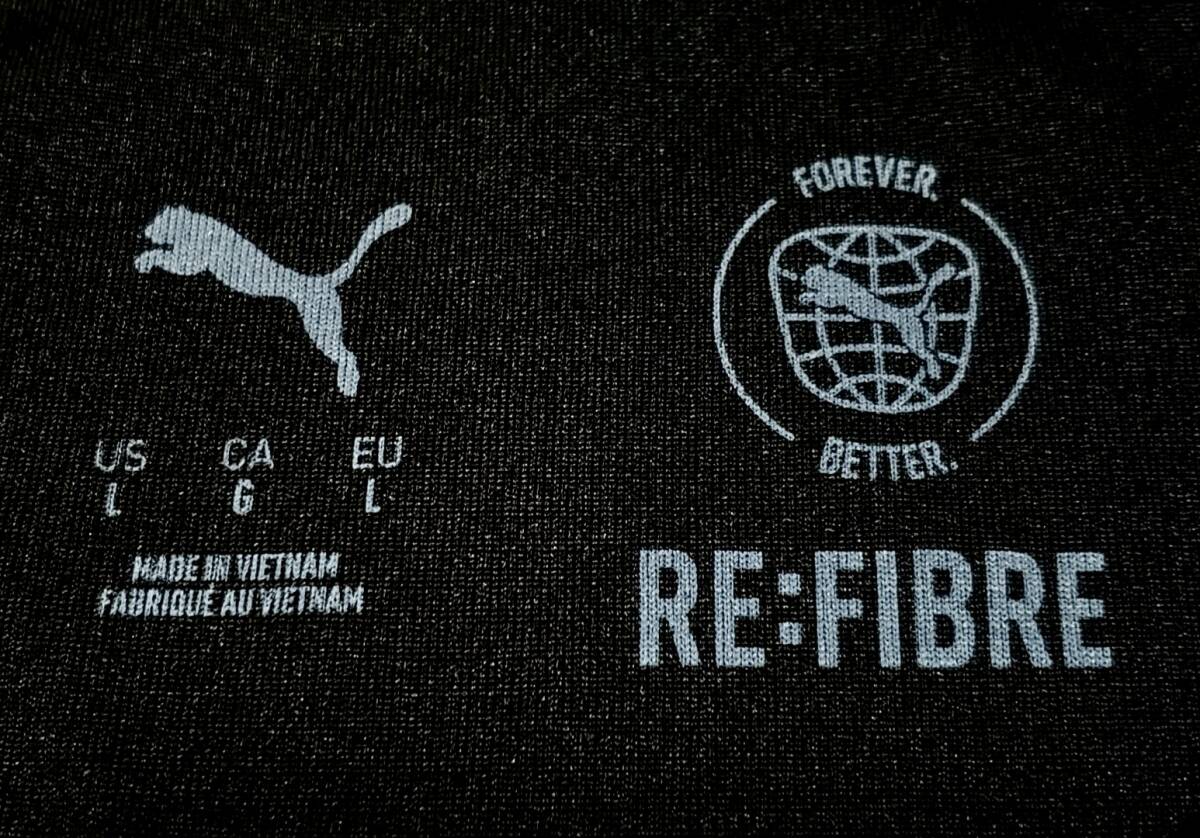 US CA EU
L G L
MADE IN VIETNAM
FABRIQUÉ AU VIETNAM
FOREVER.
BETTER.
RE:FIBRE